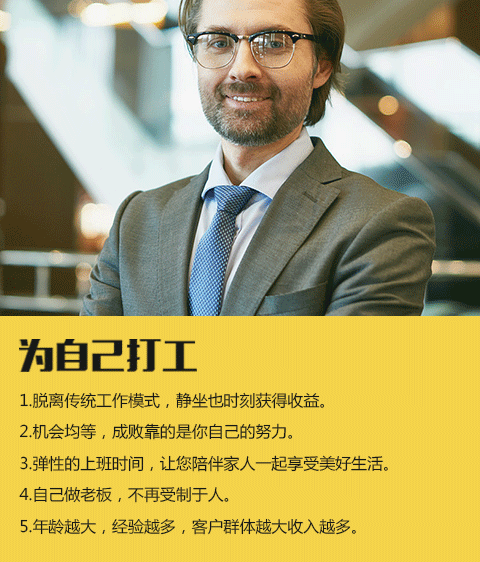 为自己打工
1.脱离传统工作模式，静坐也时刻获得收益。
2.机会均等，成败靠的是你自己的努力。
3.弹性的上班时间，让您陪伴家人一起享受美好生活。
4.自己做老板，不再受制于人。
5.年龄越大，经验越多，客户群体越大收入越多。